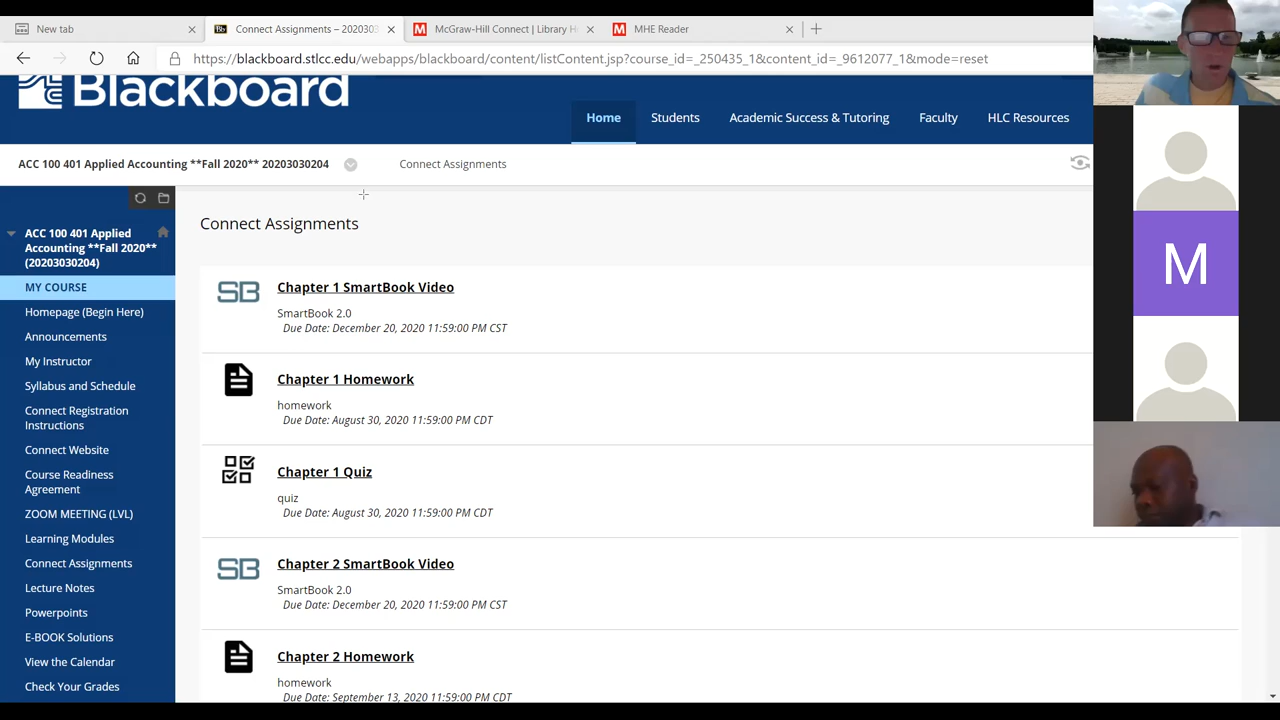 New tab
Bb
Connect Assignments – 2020303
McGraw-Hill Connect | Library H
MHE Reader
https://blackboard.stlcc.edu/webapps/blackboard/content/listContent.jsp?course_id=_250435_1&content_id=_9612077_1&mode=reset
Blackboard
Home
Students
Academic Success & Tutoring
Faculty
HLC Resources
ACC 100 401 Applied Accounting **Fall 2020** 20203030204
Connect Assignments
ACC 100 401 Applied
Accounting **Fall 2020**
(20203030204)
MY COURSE
Homepage (Begin Here)
Announcements
My Instructor
Syllabus and Schedule
Connect Registration
Instructions
Connect Website
Course Readiness
Agreement
ZOOM MEETING (LVL)
Learning Modules
Connect Assignments
Lecture Notes
Powerpoints
E-BOOK Solutions
View the Calendar
Check Your Grades
Connect Assignments
SB
Chapter 1 SmartBook Video
SmartBook 2.0
Due Date: December 20, 2020 11:59:00 PM CST
Chapter 1 Homework
homework
Due Date: August 30, 2020 11:59:00 PM CDT
Chapter 1 Quiz
quiz
Due Date: August 30, 2020 11:59:00 PM CDT
SB
Chapter 2 SmartBook Video
SmartBook 2.0
Due Date: December 20, 2020 11:59:00 PM CST
Chapter 2 Homework
homework
Due Date: September 13, 2020 11:59:00 PM CDT
M